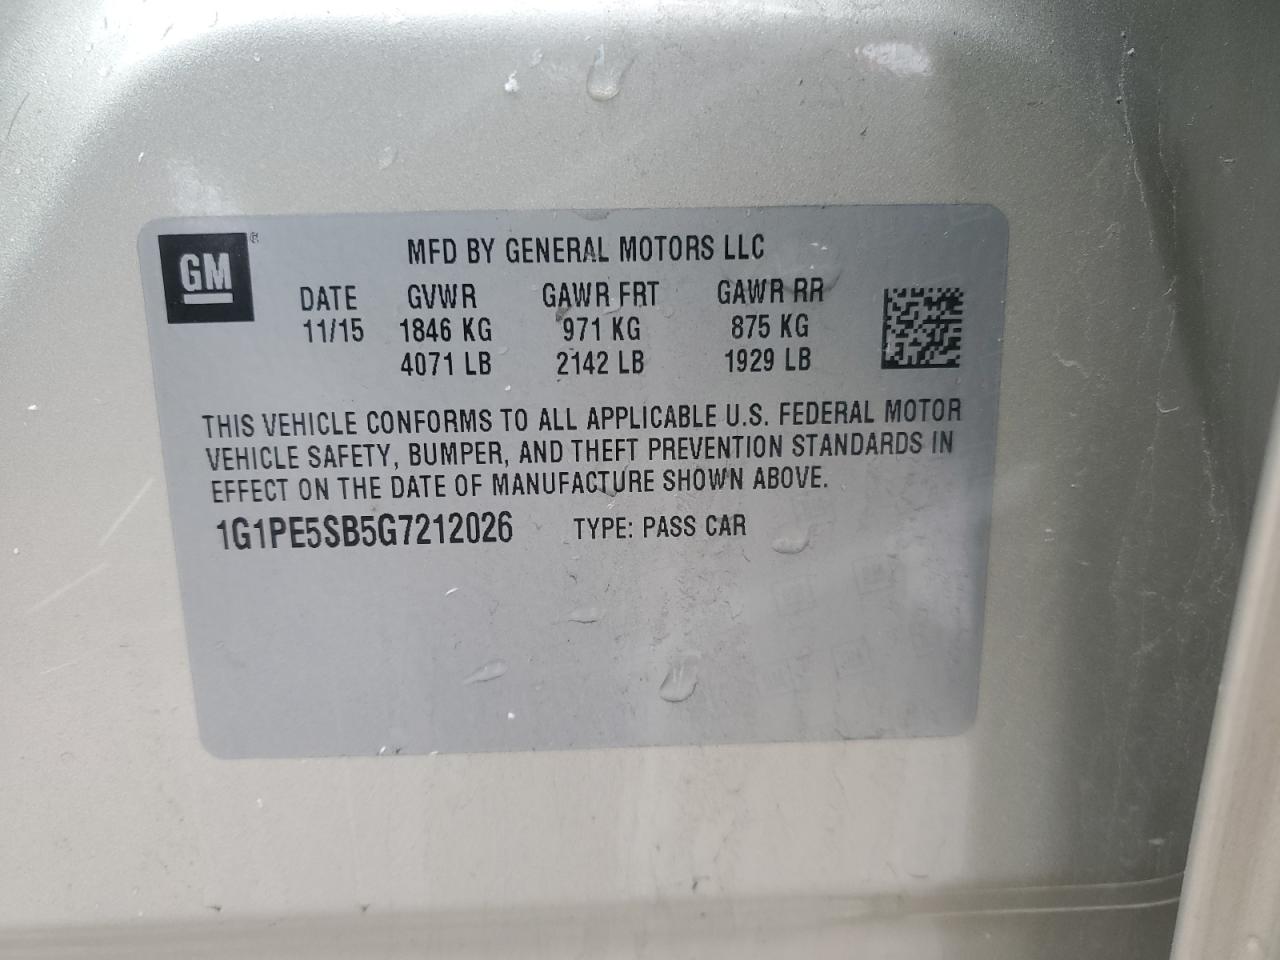 GM ®
MFD BY GENERAL MOTORS LLC
DATE GVWR GAWR FRT GAWR RR
11/15 1846 KG 971 KG 875 KG
4071 LB 2142 LB 1929 LB
THIS VEHICLE CONFORMS TO ALL APPLICABLE U.S. FEDERAL MOTOR
VEHICLE SAFETY, BUMPER, AND THEFT PREVENTION STANDARDS IN
EFFECT ON THE DATE OF MANUFACTURE SHOWN ABOVE.
1G1PE5SB5G7212026 TYPE: PASS CAR